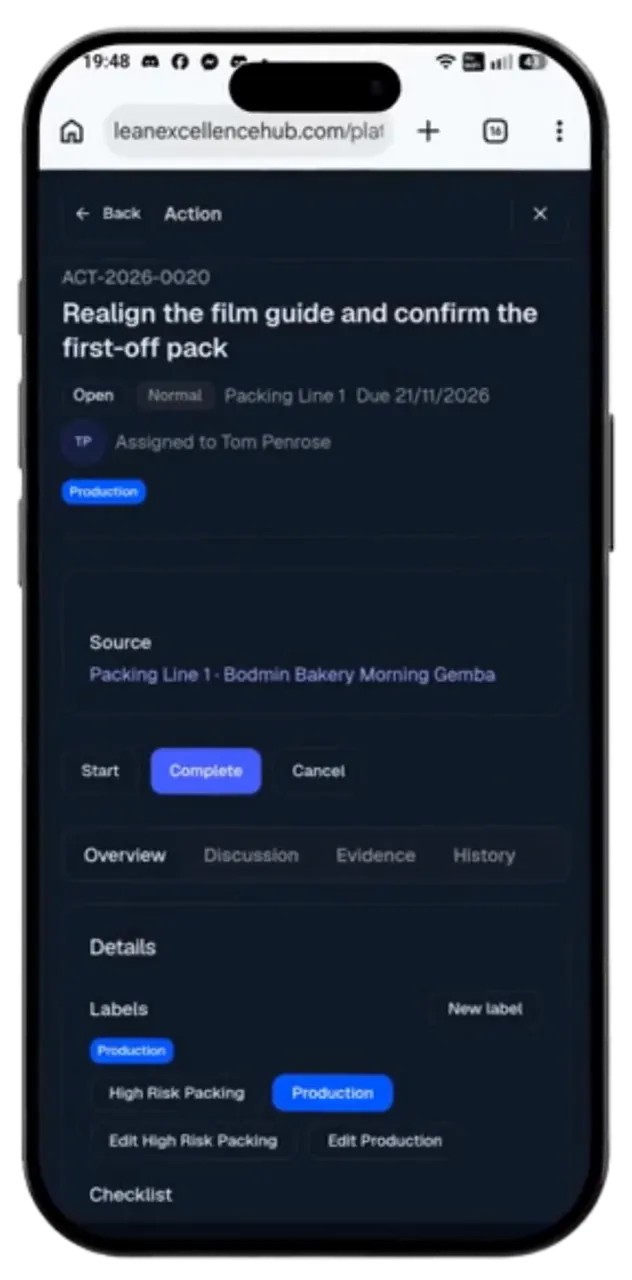 19:48
leanexcellencehub.com/plat
16
Back Action
ACT-2026-0020
Realign the film guide and confirm the
first-off pack
Open Normal Packing Line 1 Due 21/11/2026
TP Assigned to Tom Penrose
Production
Source
Packing Line 1 · Bodmin Bakery Morning Gemba
Start Complete Cancel
Overview Discussion Evidence History
Details
Labels New label
Production
High Risk Packing Production
Edit High Risk Packing Edit Production
Checklist